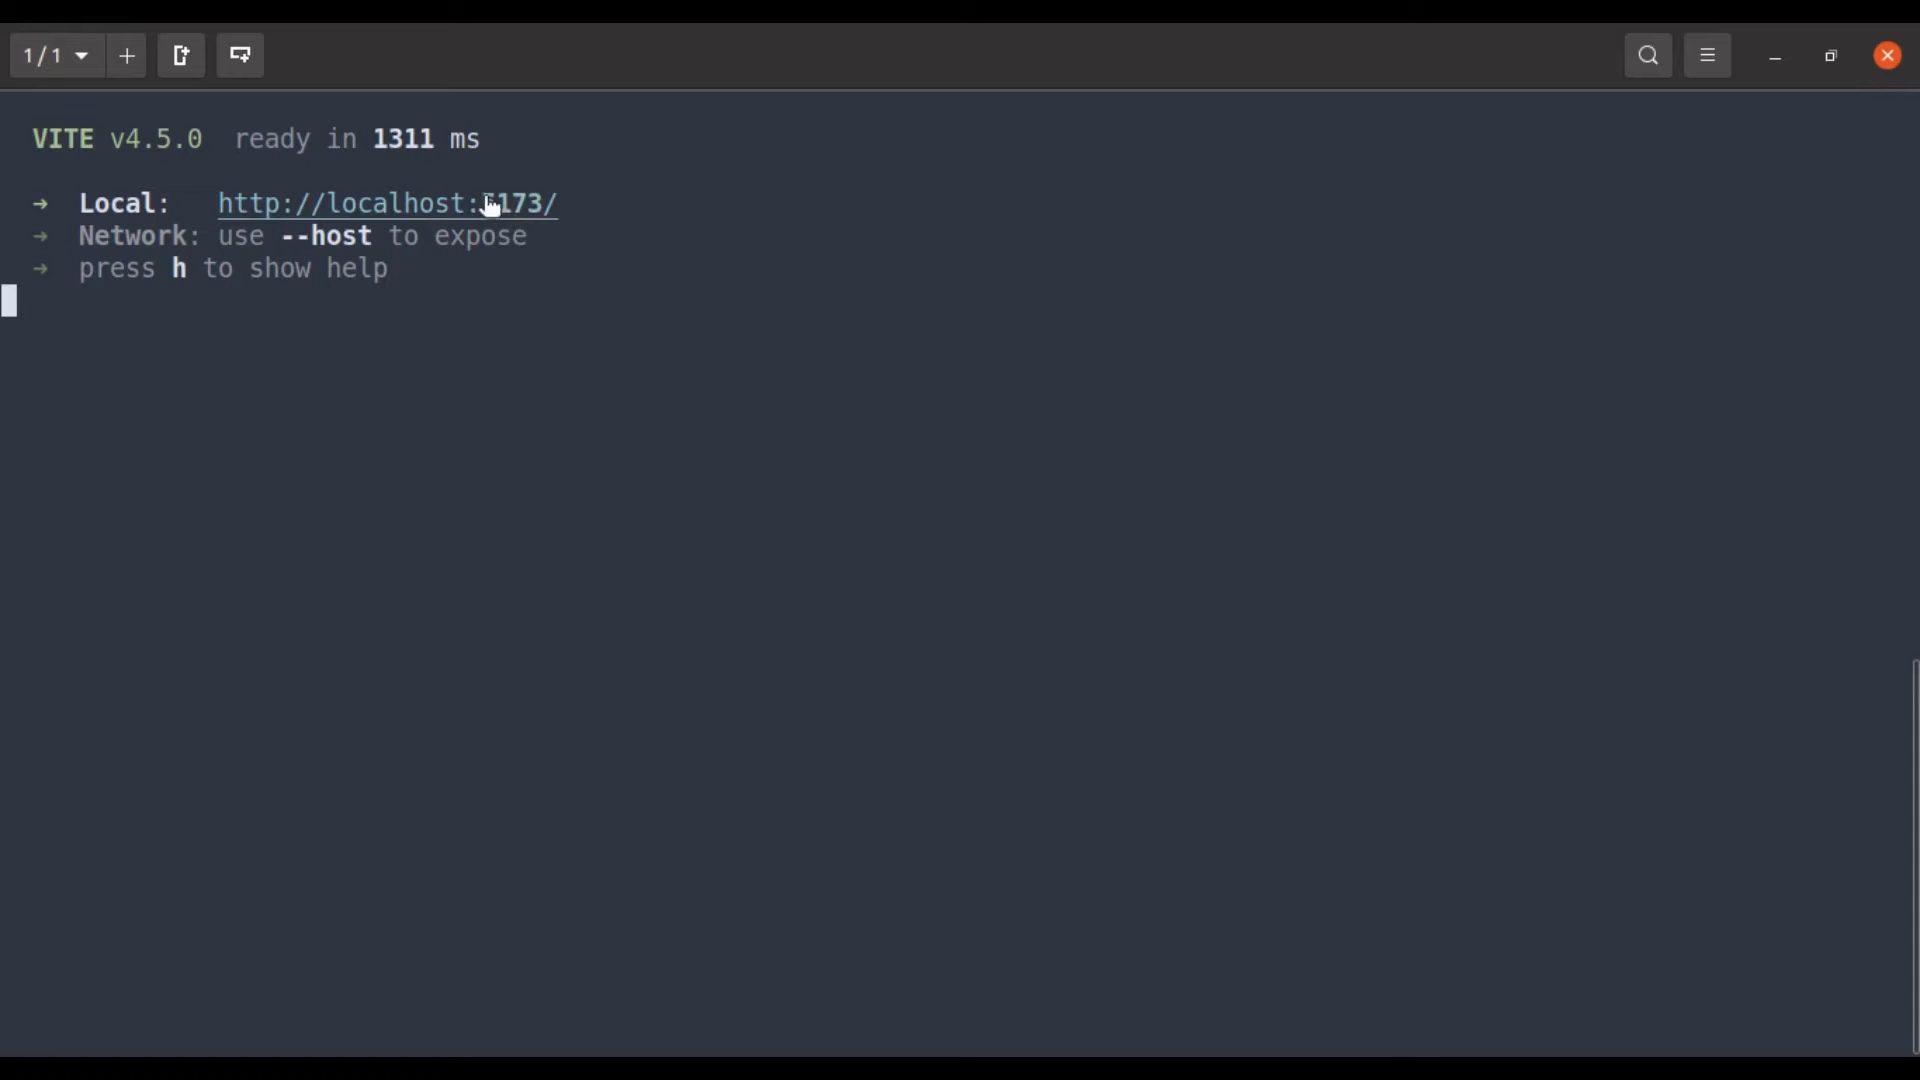 1/1
VITE v4.5.0 ready in 1311 ms
➜ Local: http://localhost:5173/
➜ Network: use --host to expose
➜ press h to show help